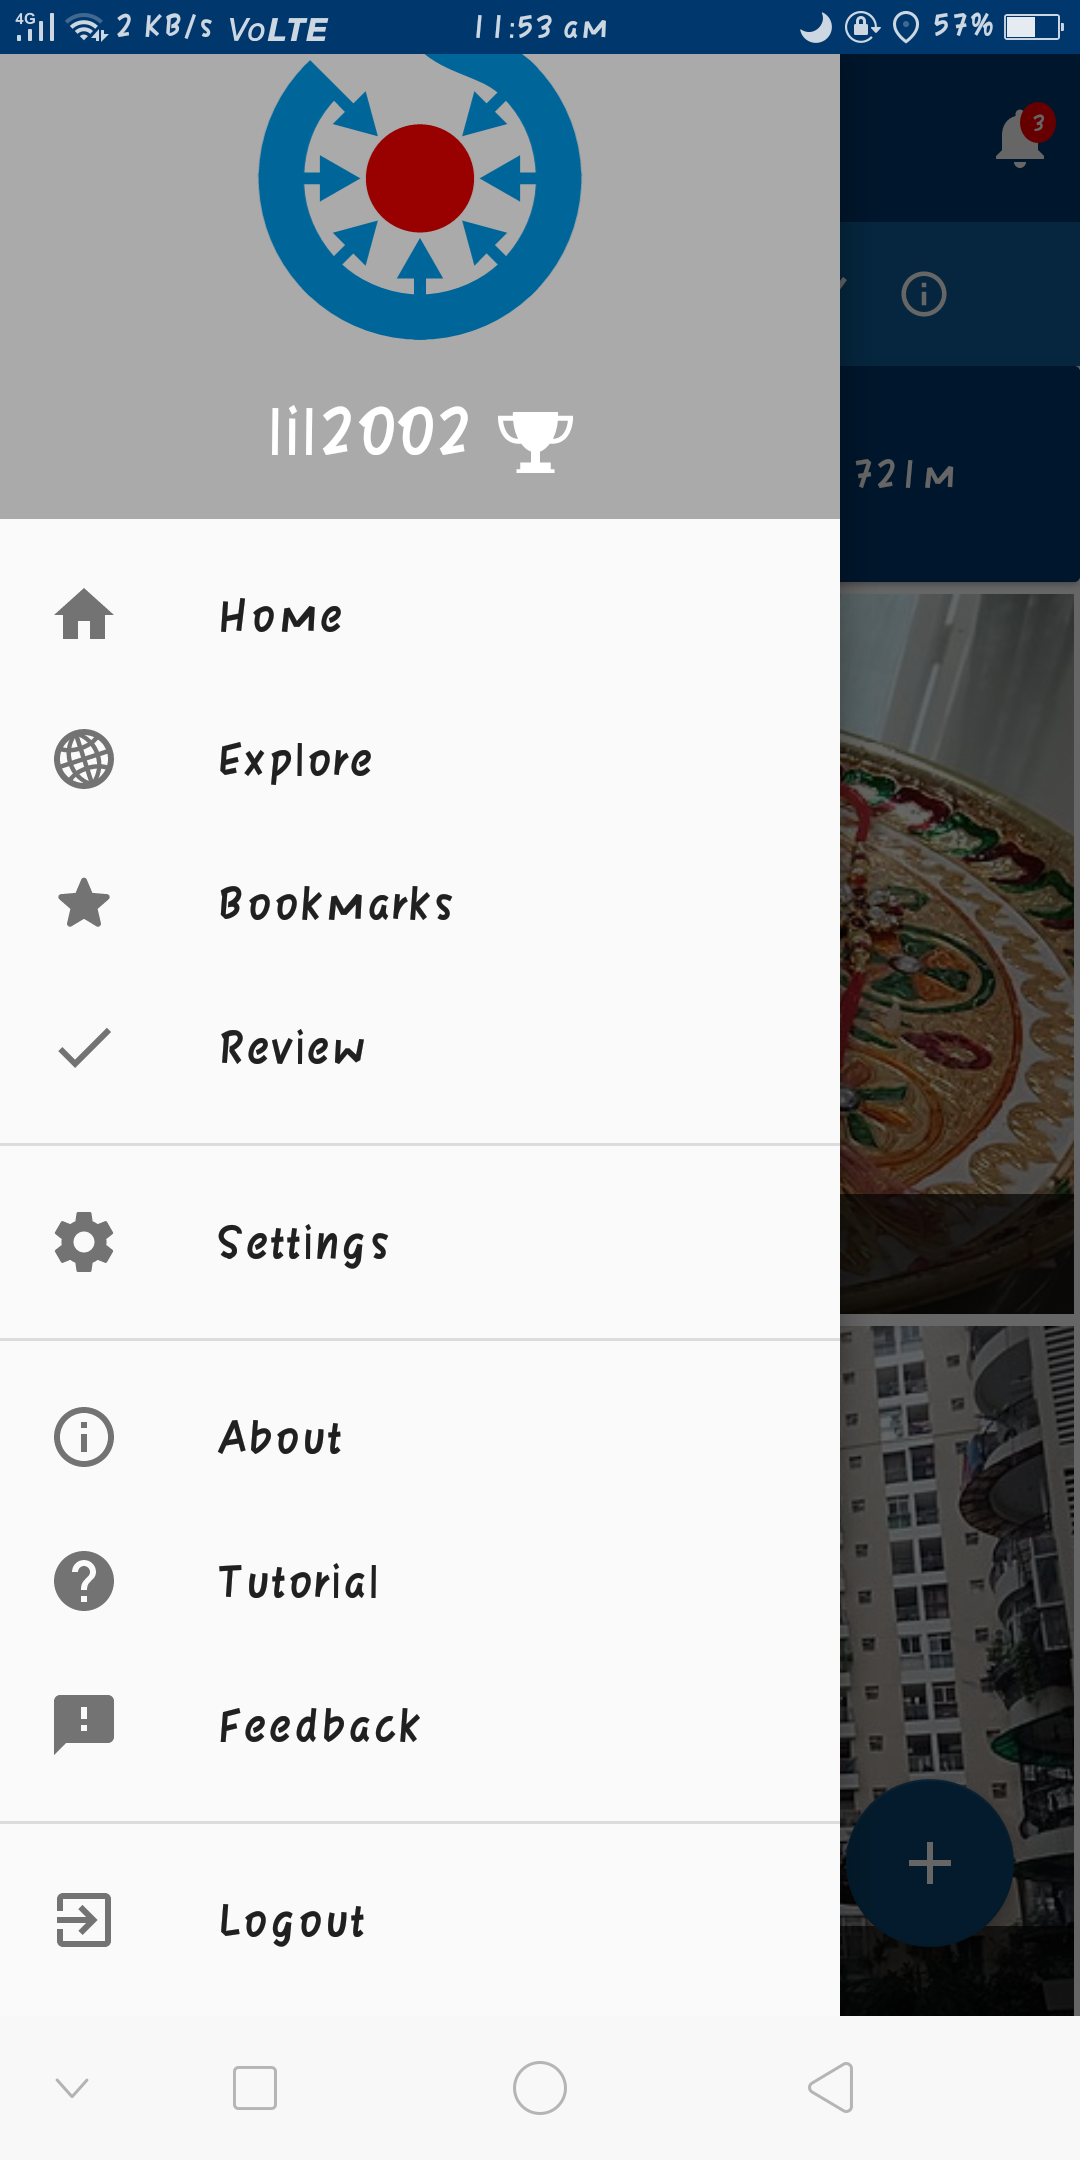 4G 2 KB/s VoLTE 11:53 am 57%
3
lil2002
721m
Home
Explore
Bookmarks
Review
Settings
About
Tutorial
Feedback
Logout